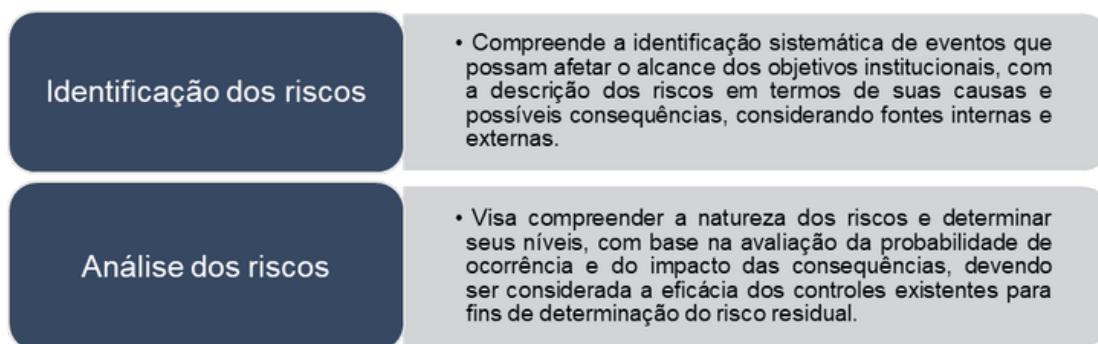 Identificação dos riscos
• Compreende a identificação sistemática de eventos que
possam afetar o alcance dos objetivos institucionais, com
a descrição dos riscos em termos de suas causas e
possíveis consequências, considerando fontes internas e
externas.
Análise dos riscos
• Visa compreender a natureza dos riscos e determinar
seus níveis, com base na avaliação da probabilidade de
ocorrência e do impacto das consequências, devendo
ser considerada a eficácia dos controles existentes para
fins de determinação do risco residual.